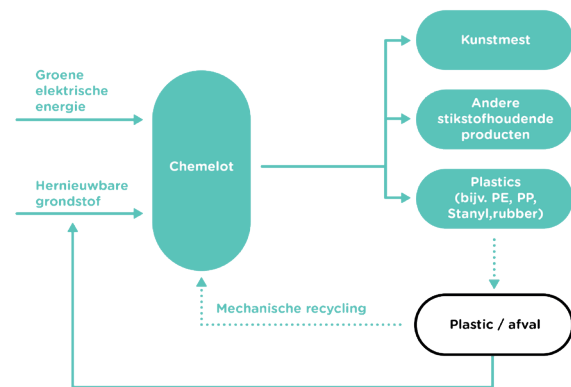 Groene
elektrische
energie
Hernieuwbare
grondstof
Chemelot
Kunstmest
Andere
stikstofhoudende
producten
Plastics
(bijv. PE, PP,
Stanyl,rubber)
Mechanische recycling
Plastic / afval